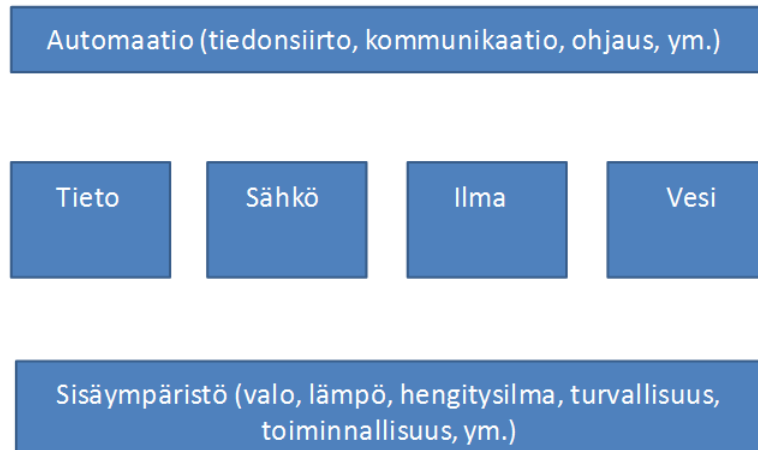 Automaatio (tiedonsiirto, kommunikaatio, ohjaus, ym.)
Tieto
Sähkö
Ilma
Vesi
Sisäympäristö (valo, lämpö, hengitysilma, turvallisuus,
toiminnallisuus, ym.)